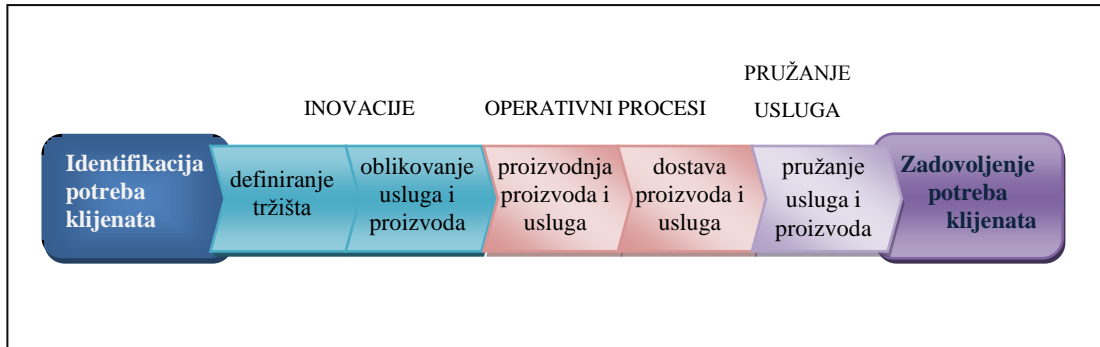 INOVACIJE
OPERATIVNI PROCESI
PRUŽANJE
USLUGA
Identifikacija
potreba
klijenata
definiranje
tržišta
oblikovanje
usluga i
proizvoda
proizvodnja
proizvoda i
usluga
dostava
proizvoda i
usluga
pružanje
usluga i
proizvoda
Zadovoljenje
potreba
klijenata